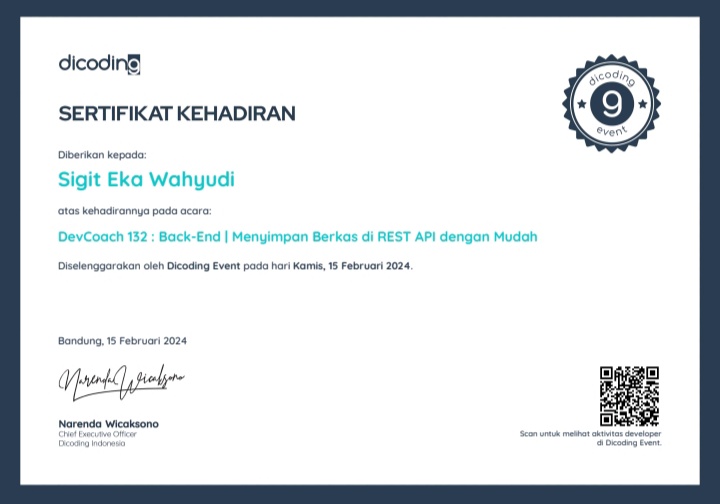 dicoding
SERTIFIKAT KEHADIRAN
dicoding
9
event
Diberikan kepada:
Sigit Eka Wahyudi
atas kehadirannya pada acara:
DevCoach 132 : Back-End | Menyimpan Berkas di REST API dengan Mudah
Diselenggarakan oleh Dicoding Event pada hari Kamis, 15 Februari 2024.
Bandung, 15 Februari 2024
Narenda Wicaksono
Narenda Wicaksono
Chief Executive Officer
Dicoding Indonesia
Scan untuk melihat aktivitas developer
di Dicoding Event.